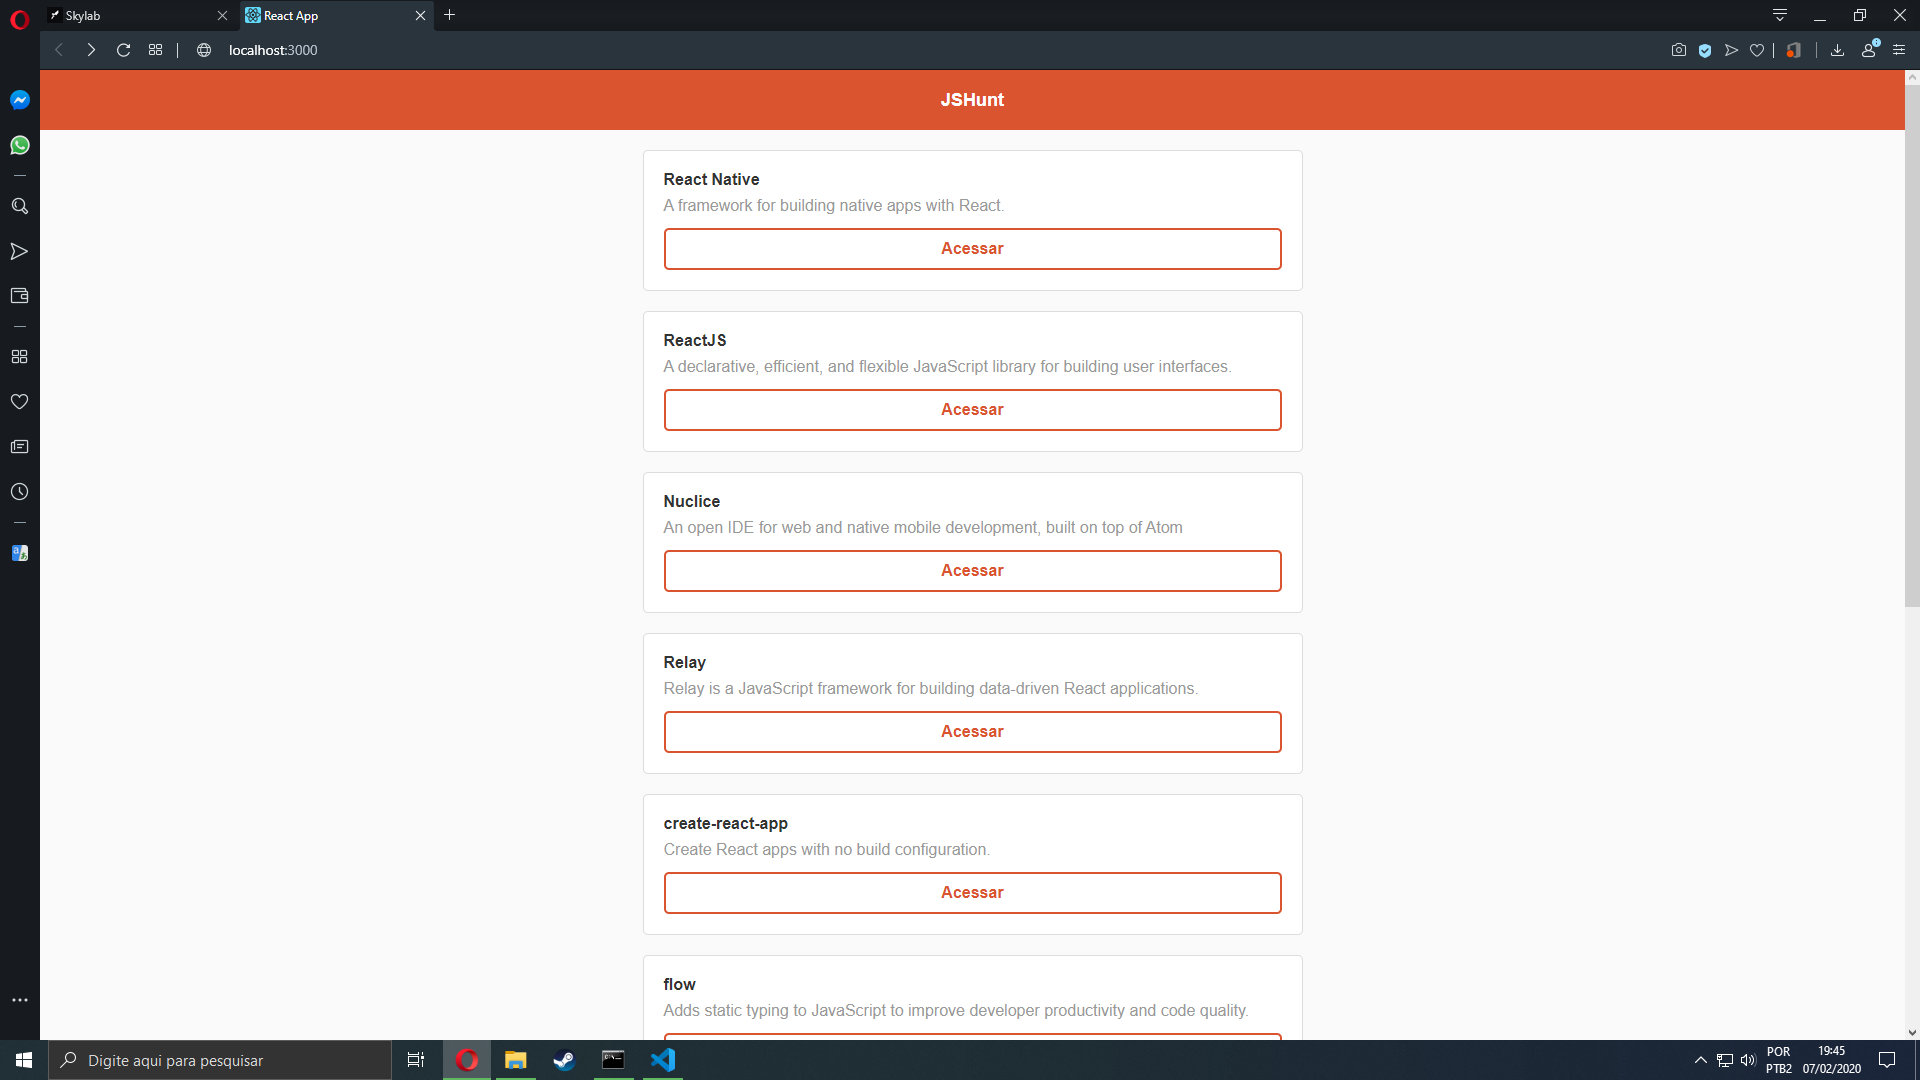 Skylab
React App
localhost:3000
JSHunt
React Native
A framework for building native apps with React.
Acessar
ReactJS
A declarative, efficient, and flexible JavaScript library for building user interfaces.
Acessar
Nuclice
An open IDE for web and native mobile development, built on top of Atom
Acessar
Relay
Relay is a JavaScript framework for building data-driven React applications.
Acessar
create-react-app
Create React apps with no build configuration.
Acessar
flow
Adds static typing to JavaScript to improve developer productivity and code quality.
Digite aqui para pesquisar
POR
PTB2
19:45
07/02/2020